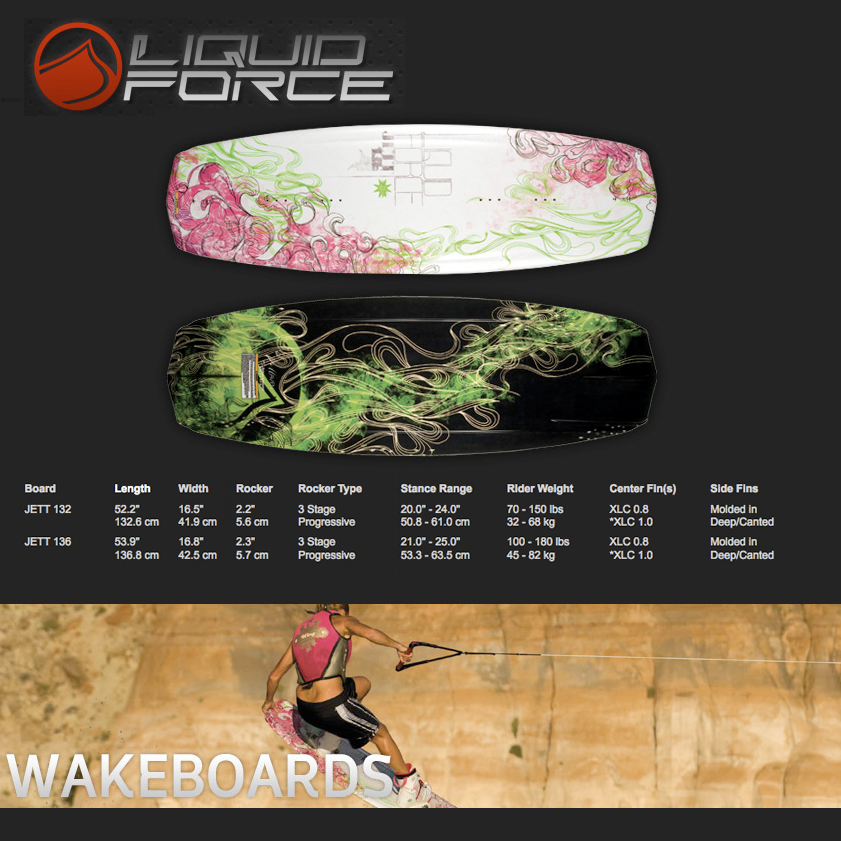 LIQUID
FORCE
JETT
Board Length Width Rocker Rocker Type Stance Range Rider Weight Center Fin(s) Side Fins
JETT 132 52.2" 16.5" 2.2" 3 Stage 20.0" - 24.0" 70 - 150 lbs XLC 0.8 Molded in
132.6 cm 41.9 cm 5.6 cm Progressive 50.8 - 61.0 cm 32 - 68 kg *XLC 1.0 Deep/Canted
JETT 136 53.9" 16.8" 2.3" 3 Stage 21.0" - 25.0" 100 - 180 lbs XLC 0.8 Molded in
136.8 cm 42.5 cm 5.7 cm Progressive 53.3 - 63.5 cm 45 - 82 kg *XLC 1.0 Deep/Canted
WAKEBOARDS